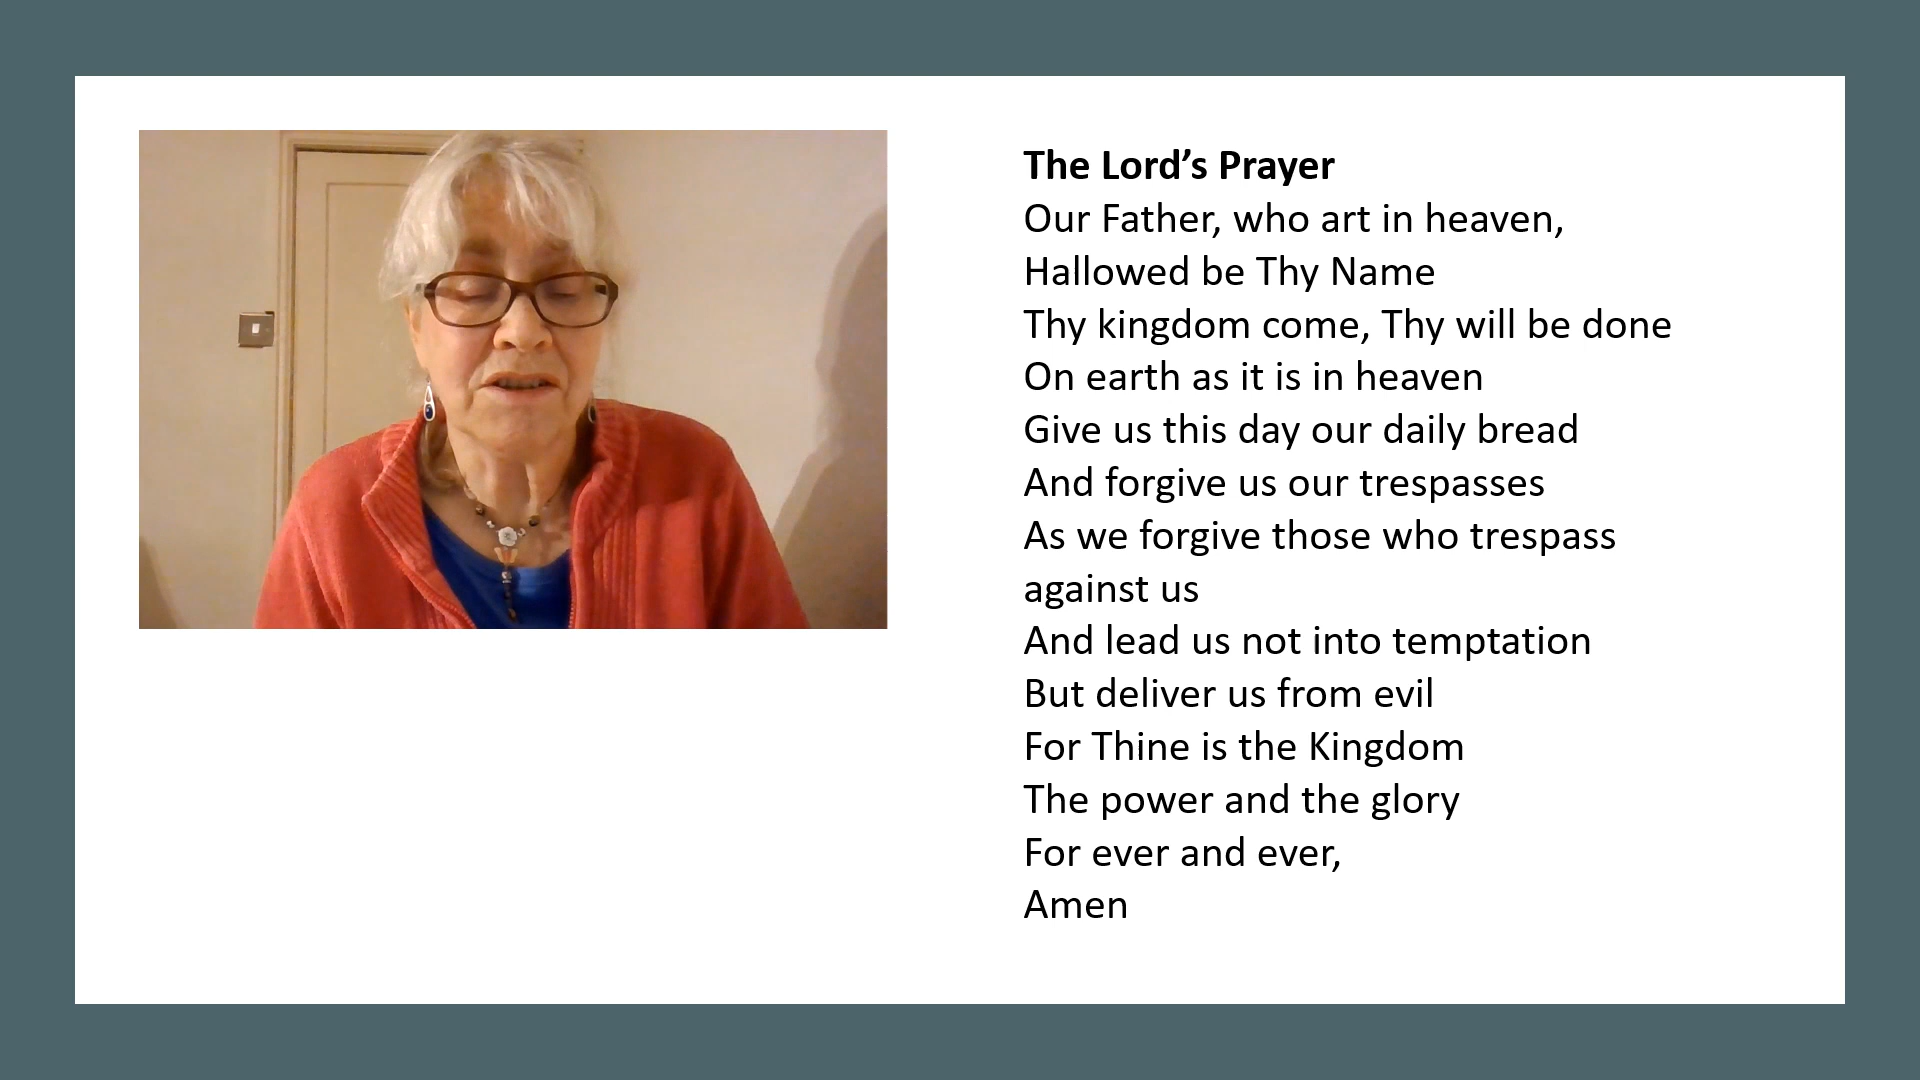 The Lord’s Prayer
Our Father, who art in heaven,
Hallowed be Thy Name
Thy kingdom come, Thy will be done
On earth as it is in heaven
Give us this day our daily bread
And forgive us our trespasses
As we forgive those who trespass
against us
And lead us not into temptation
But deliver us from evil
For Thine is the Kingdom
The power and the glory
For ever and ever,
Amen